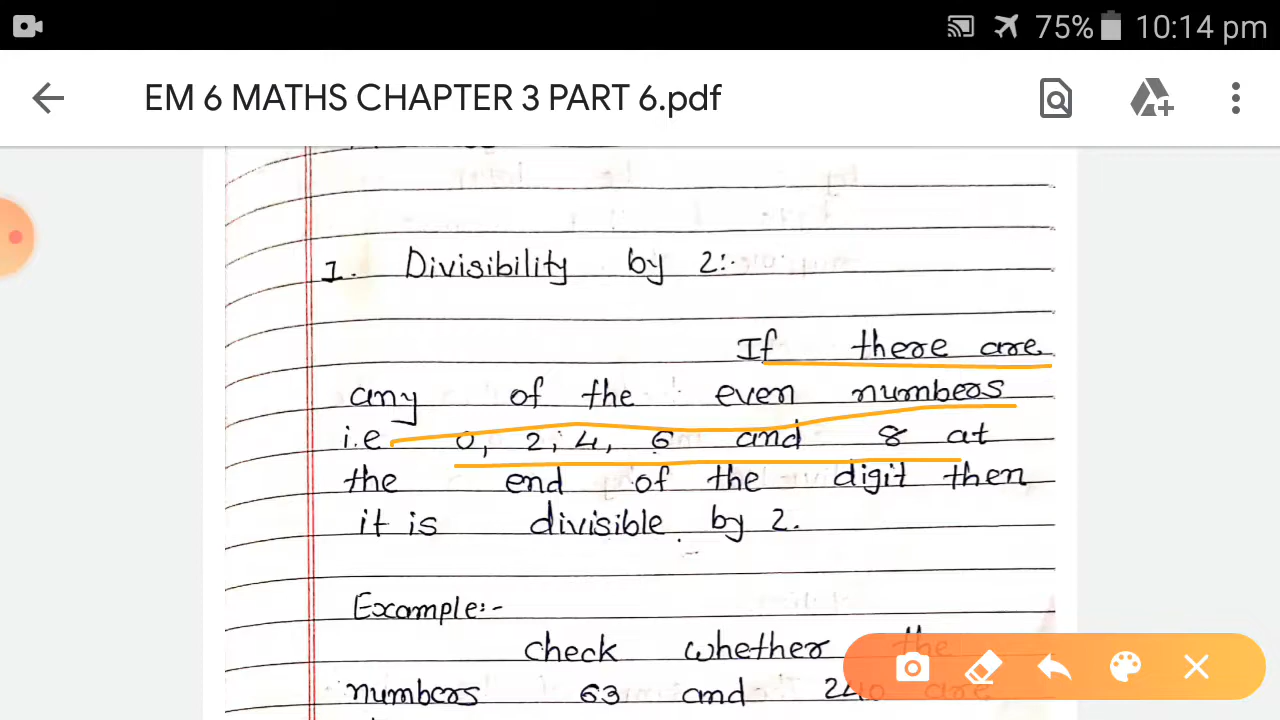 75% 10:14 pm
EM 6 MATHS CHAPTER 3 PART 6.pdf
1. Divisibility by 2:-
If there are
any of the even numbers
i.e 0, 2, 4, 6 and 8 at
the end of the digit then
it is divisible by 2.
Example:-
check whether the
numbers 63 and 240 are